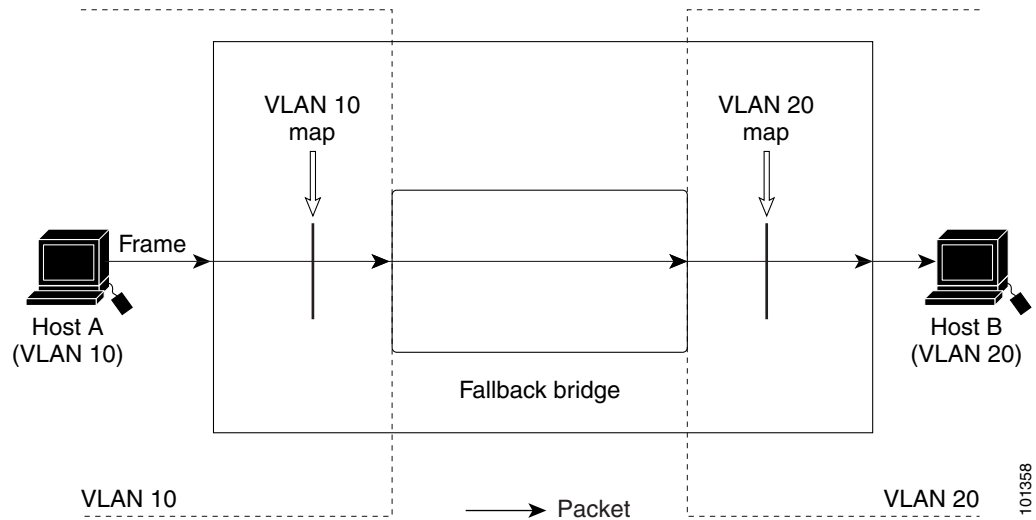 VLAN 10
map
VLAN 20
map
Frame
Host A
(VLAN 10)
Host B
(VLAN 20)
Fallback bridge
VLAN 10
Packet
VLAN 20
101358